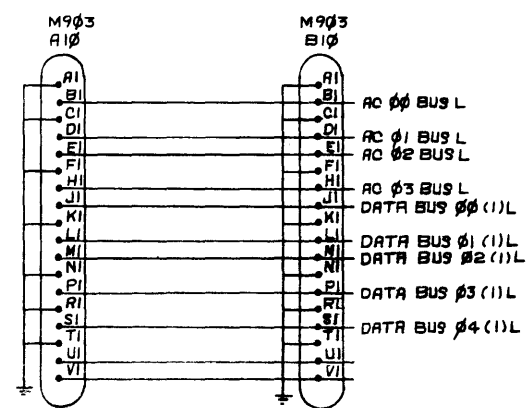 M9Ø3 M9Ø3
A1Ø B1Ø
A1 A1
B1 B1 AC ØØ BUS L
C1 C1
D1 D1 AC Ø1 BUS L
E1 E1 AC Ø2 BUS L
F1 F1
H1 H1 AC Ø3 BUS L
J1 J1 DATA BUS ØØ (1) L
K1 K1
L1 L1 DATA BUS Ø1 (1) L
M1 M1 DATA BUS Ø2 (1) L
N1 N1
P1 P1 DATA BUS Ø3 (1) L
R1 R1
S1 S1 DATA BUS Ø4 (1) L
T1 T1
U1 U1
V1 V1